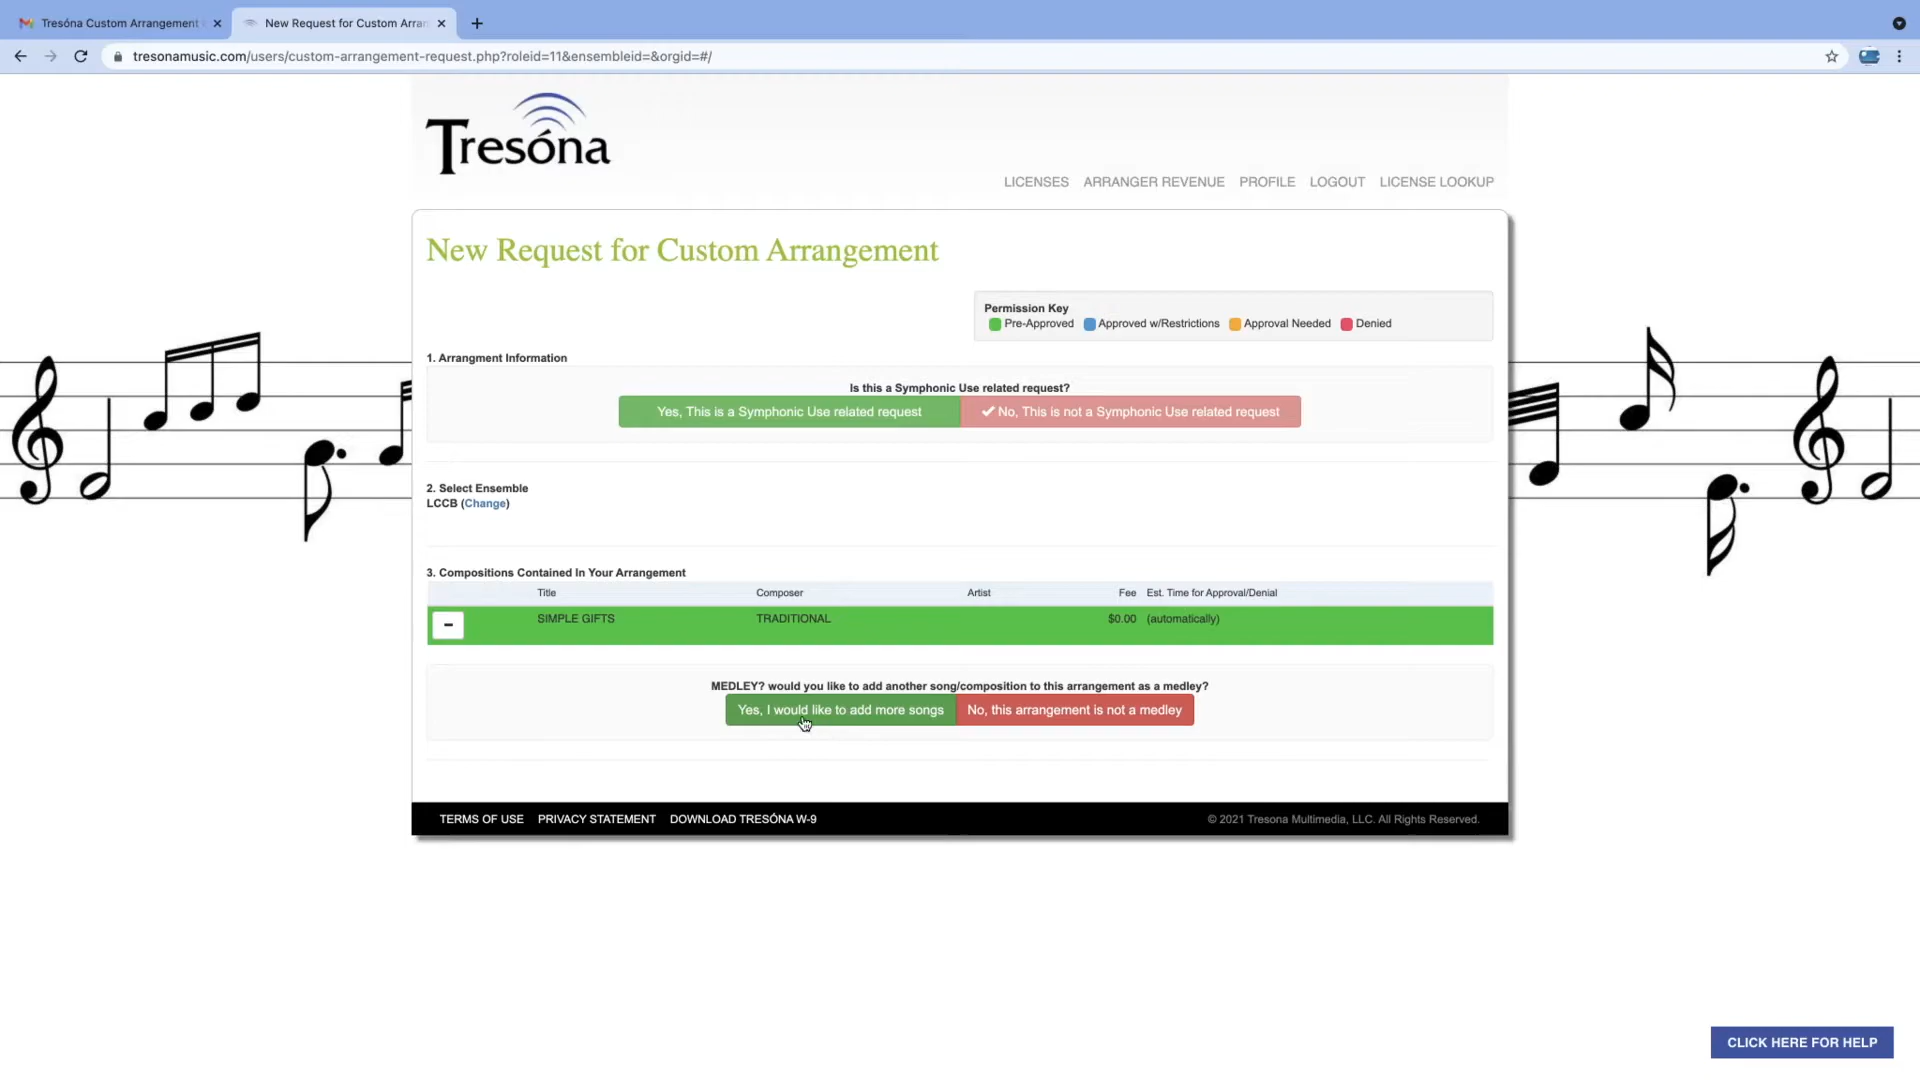 Tresóna Custom Arrangement
New Request for Custom Arran
tresonamusic.com/users/custom-arrangement-request.php?roleid=11&ensembleid=&orgid=#/
Tresóna
LICENSES ARRANGER REVENUE PROFILE LOGOUT LICENSE LOOKUP
New Request for Custom Arrangement
Permission Key
Pre-Approved Approved w/Restrictions Approval Needed Denied
1. Arrangment Information
Is this a Symphonic Use related request?
Yes, This is a Symphonic Use related request No, This is not a Symphonic Use related request
2. Select Ensemble
LCCB (Change)
3. Compositions Contained In Your Arrangement
Title Composer Artist Fee Est. Time for Approval/Denial
SIMPLE GIFTS TRADITIONAL $0.00 (automatically)
MEDLEY? would you like to add another song/composition to this arrangement as a medley?
Yes, I would like to add more songs No, this arrangement is not a medley
TERMS OF USE PRIVACY STATEMENT DOWNLOAD TRESÓNA W-9 © 2021 Tresona Multimedia, LLC. All Rights Reserved.
CLICK HERE FOR HELP